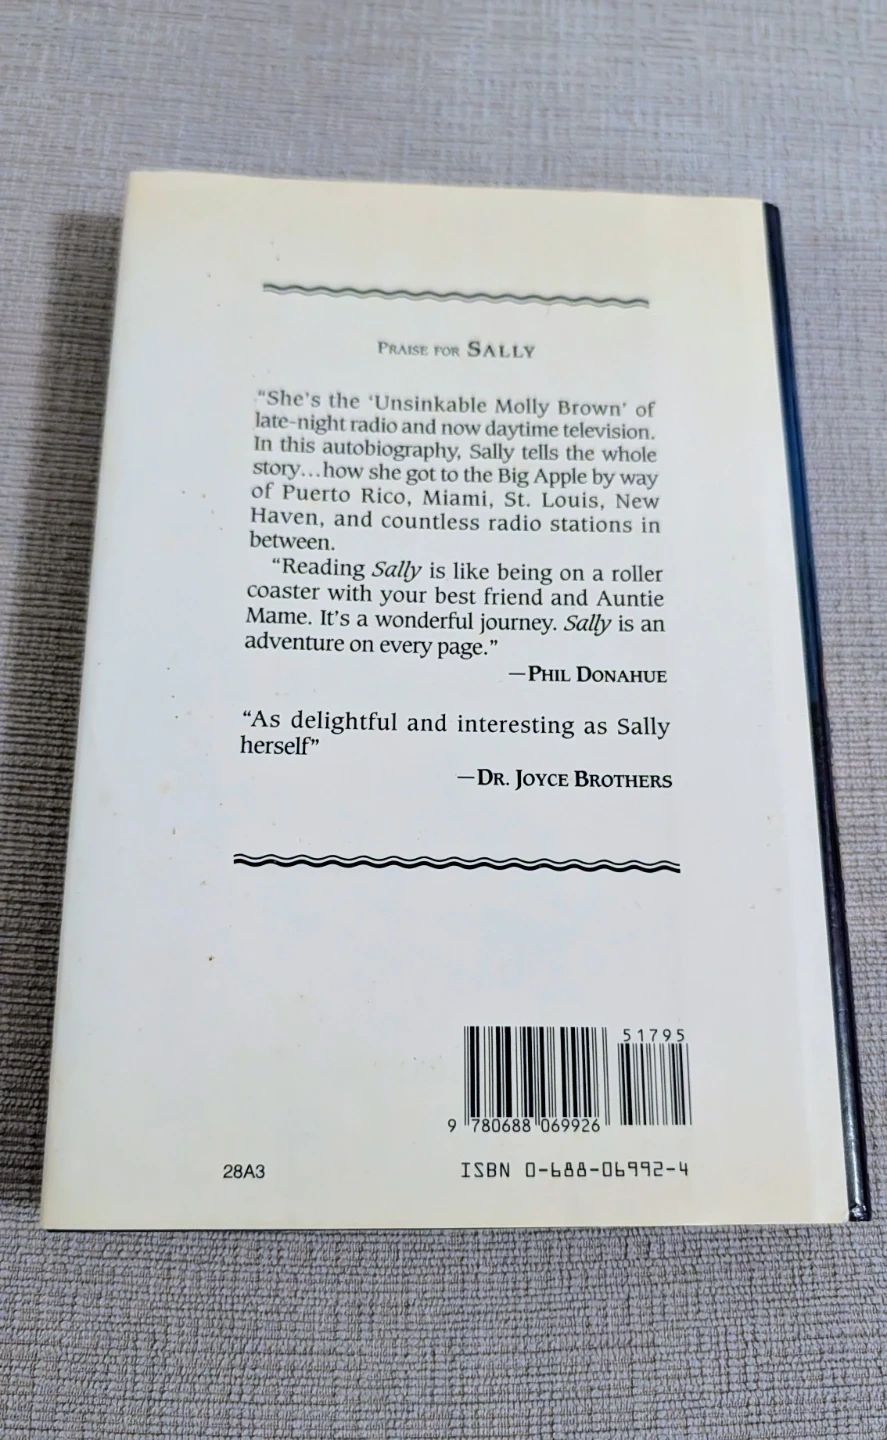 PRAISE FOR SALLY
“She's the ‘Unsinkable Molly Brown’ of
late-night radio and now daytime television.
In this autobiography, Sally tells the whole
story...how she got to the Big Apple by way
of Puerto Rico, Miami, St. Louis, New
Haven, and countless radio stations in
between.
“Reading Sally is like being on a roller
coaster with your best friend and Auntie
Mame. It's a wonderful journey. Sally is an
adventure on every page.”
—PHIL DONAHUE
“As delightful and interesting as Sally
herself”
—DR. JOYCE BROTHERS
51795
9 780688 069926
28A3
ISBN 0-688-06992-4